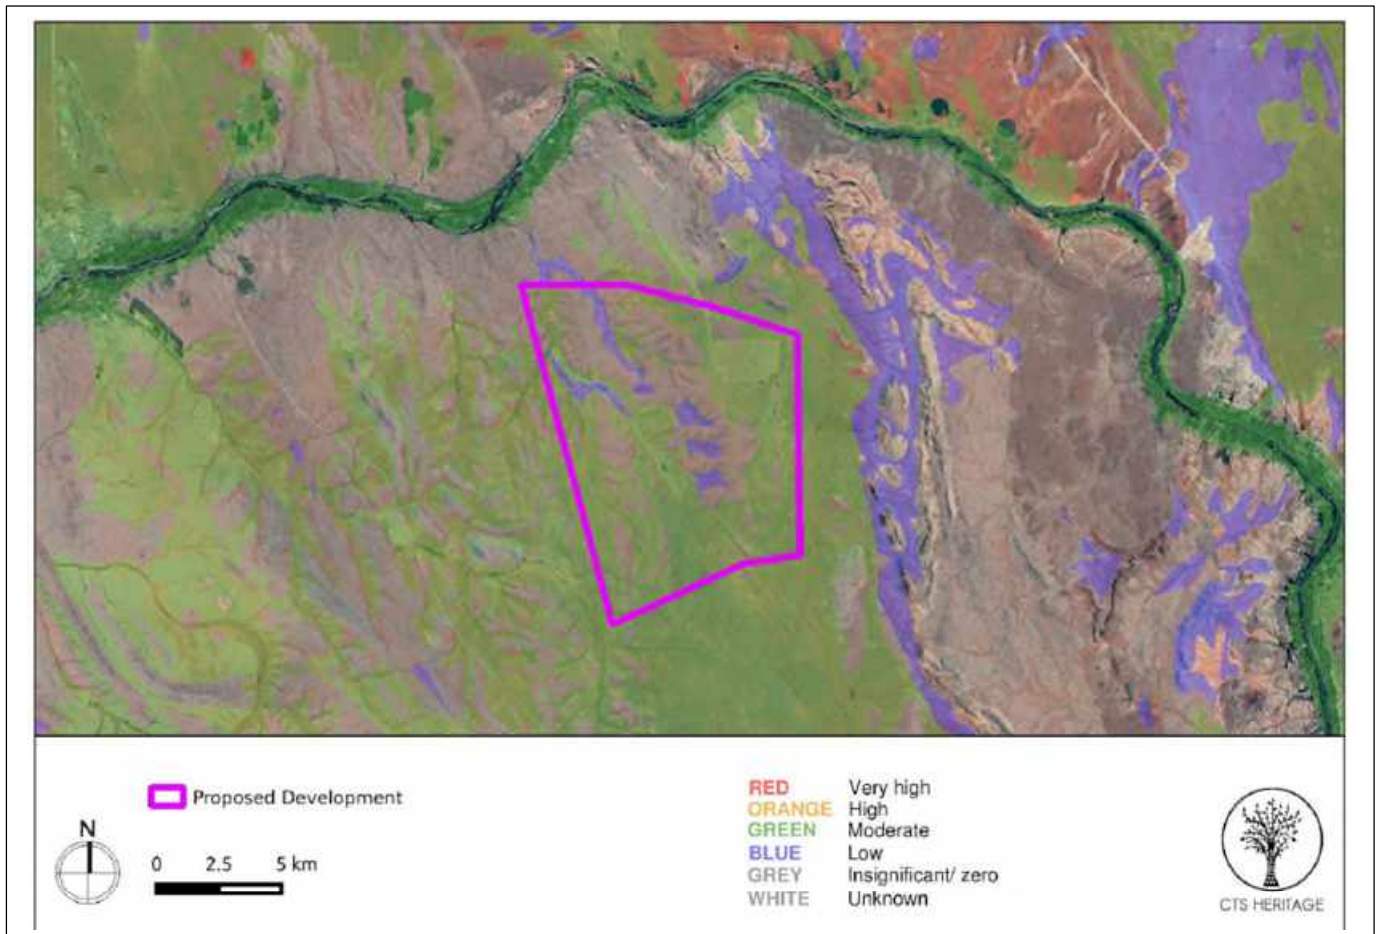 Proposed Development
N
0 2.5 5 km
RED Very high
ORANGE High
GREEN Moderate
BLUE Low
GREY Insignificant/ zero
WHITE Unknown
CTS HERITAGE